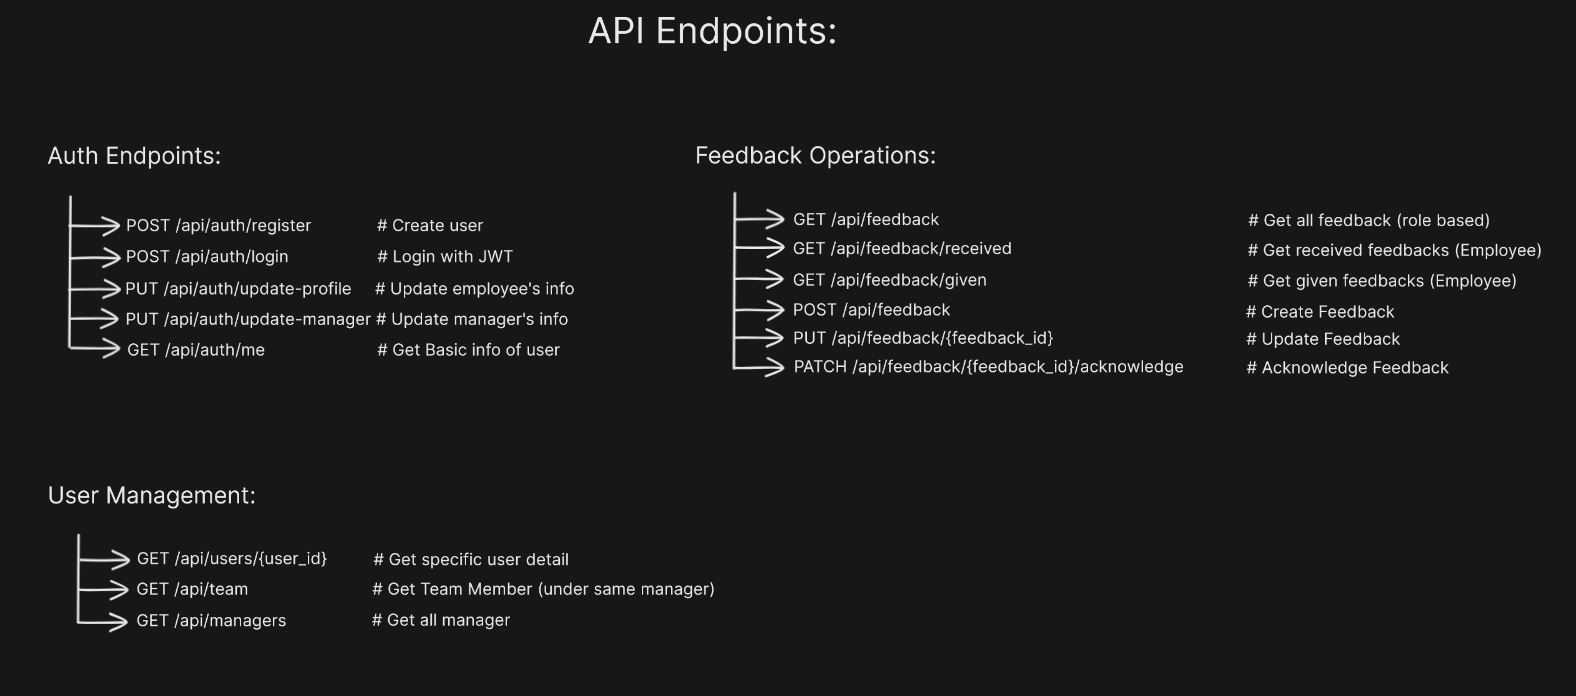 API Endpoints:
Auth Endpoints:
POST /api/auth/register # Create user
POST /api/auth/login # Login with JWT
PUT /api/auth/update-profile # Update employee's info
PUT /api/auth/update-manager # Update manager's info
GET /api/auth/me # Get Basic info of user
Feedback Operations:
GET /api/feedback # Get all feedback (role based)
GET /api/feedback/received # Get received feedbacks (Employee)
GET /api/feedback/given # Get given feedbacks (Employee)
POST /api/feedback # Create Feedback
PUT /api/feedback/{feedback_id} # Update Feedback
PATCH /api/feedback/{feedback_id}/acknowledge # Acknowledge Feedback
User Management:
GET /api/users/{user_id} # Get specific user detail
GET /api/team # Get Team Member (under same manager)
GET /api/managers # Get all manager